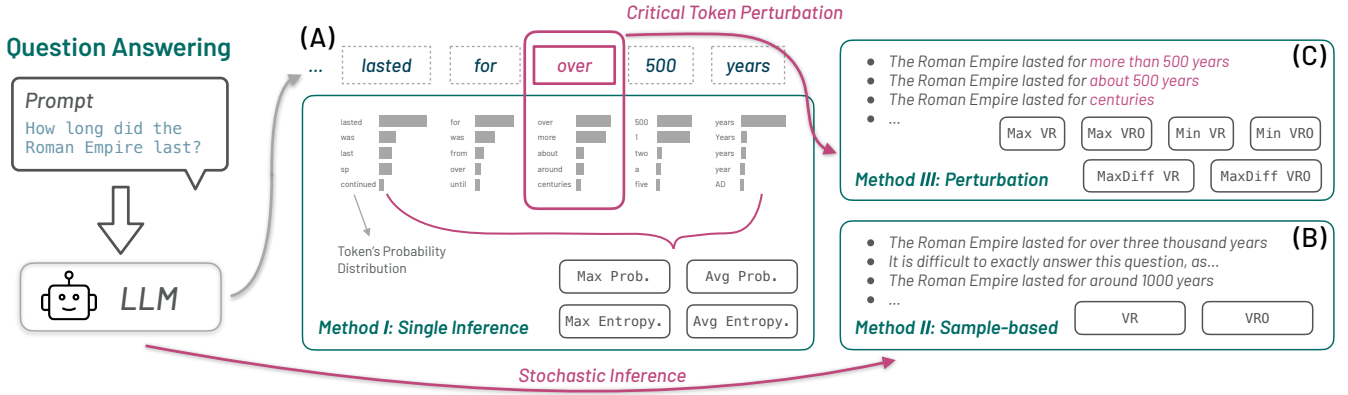 Question Answering
Prompt
How long did the
Roman Empire last?
LLM
(A)
... lasted for over 500 years
lasted
was
last
sp
continued
for
was
from
over
until
over
more
about
around
centuries
500
1
two
a
five
years
Years
years
year
AD
Token's Probability
Distribution
Max Prob.
Avg Prob.
Max Entropy.
Avg Entropy.
Method I: Single Inference
Critical Token Perturbation
(C)
● The Roman Empire lasted for more than 500 years
● The Roman Empire lasted for about 500 years
● The Roman Empire lasted for centuries
● ...
Max VR
Max VRO
Min VR
Min VRO
MaxDiff VR
MaxDiff VRO
Method III: Perturbation
(B)
● The Roman Empire lasted for over three thousand years
● It is difficult to exactly answer this question, as...
● The Roman Empire lasted for around 1000 years
● ...
VR
VRO
Method II: Sample-based
Stochastic Inference